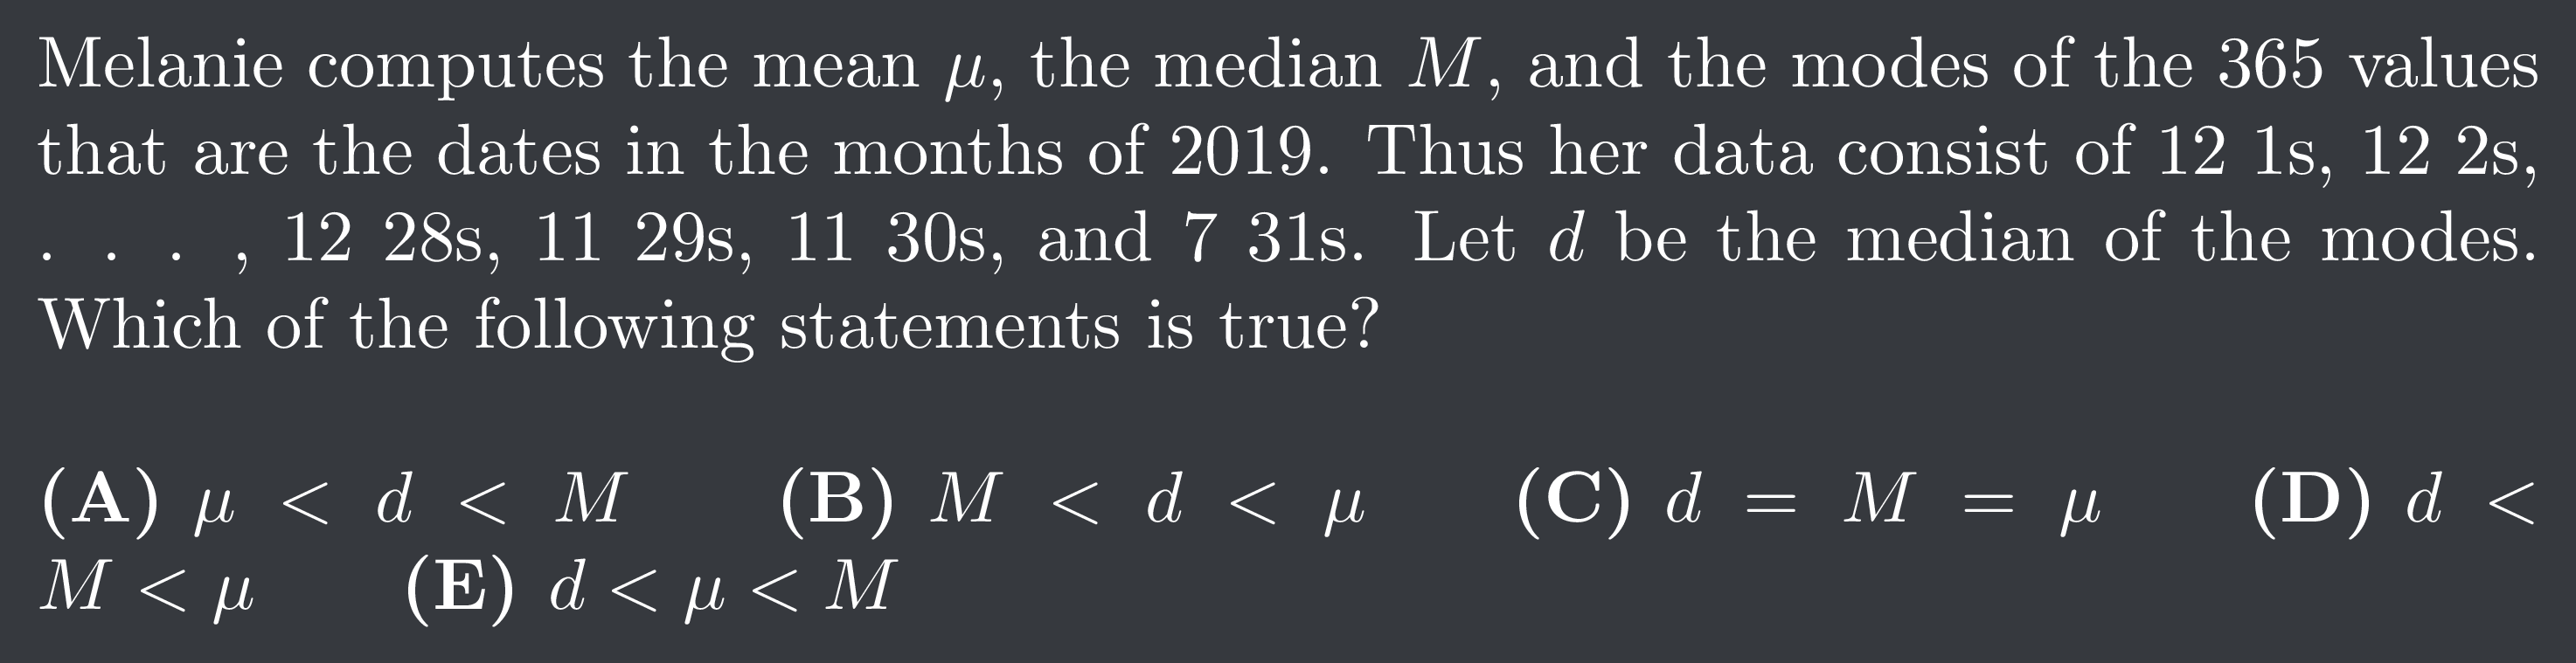 Melanie computes the mean μ, the median M, and the modes of the 365 values
that are the dates in the months of 2019. Thus her data consist of 12 1s, 12 2s,
. . . , 12 28s, 11 29s, 11 30s, and 7 31s. Let d be the median of the modes.
Which of the following statements is true?
(A) μ < d < M (B) M < d < μ (C) d = M = μ (D) d <
M < μ (E) d < μ < M